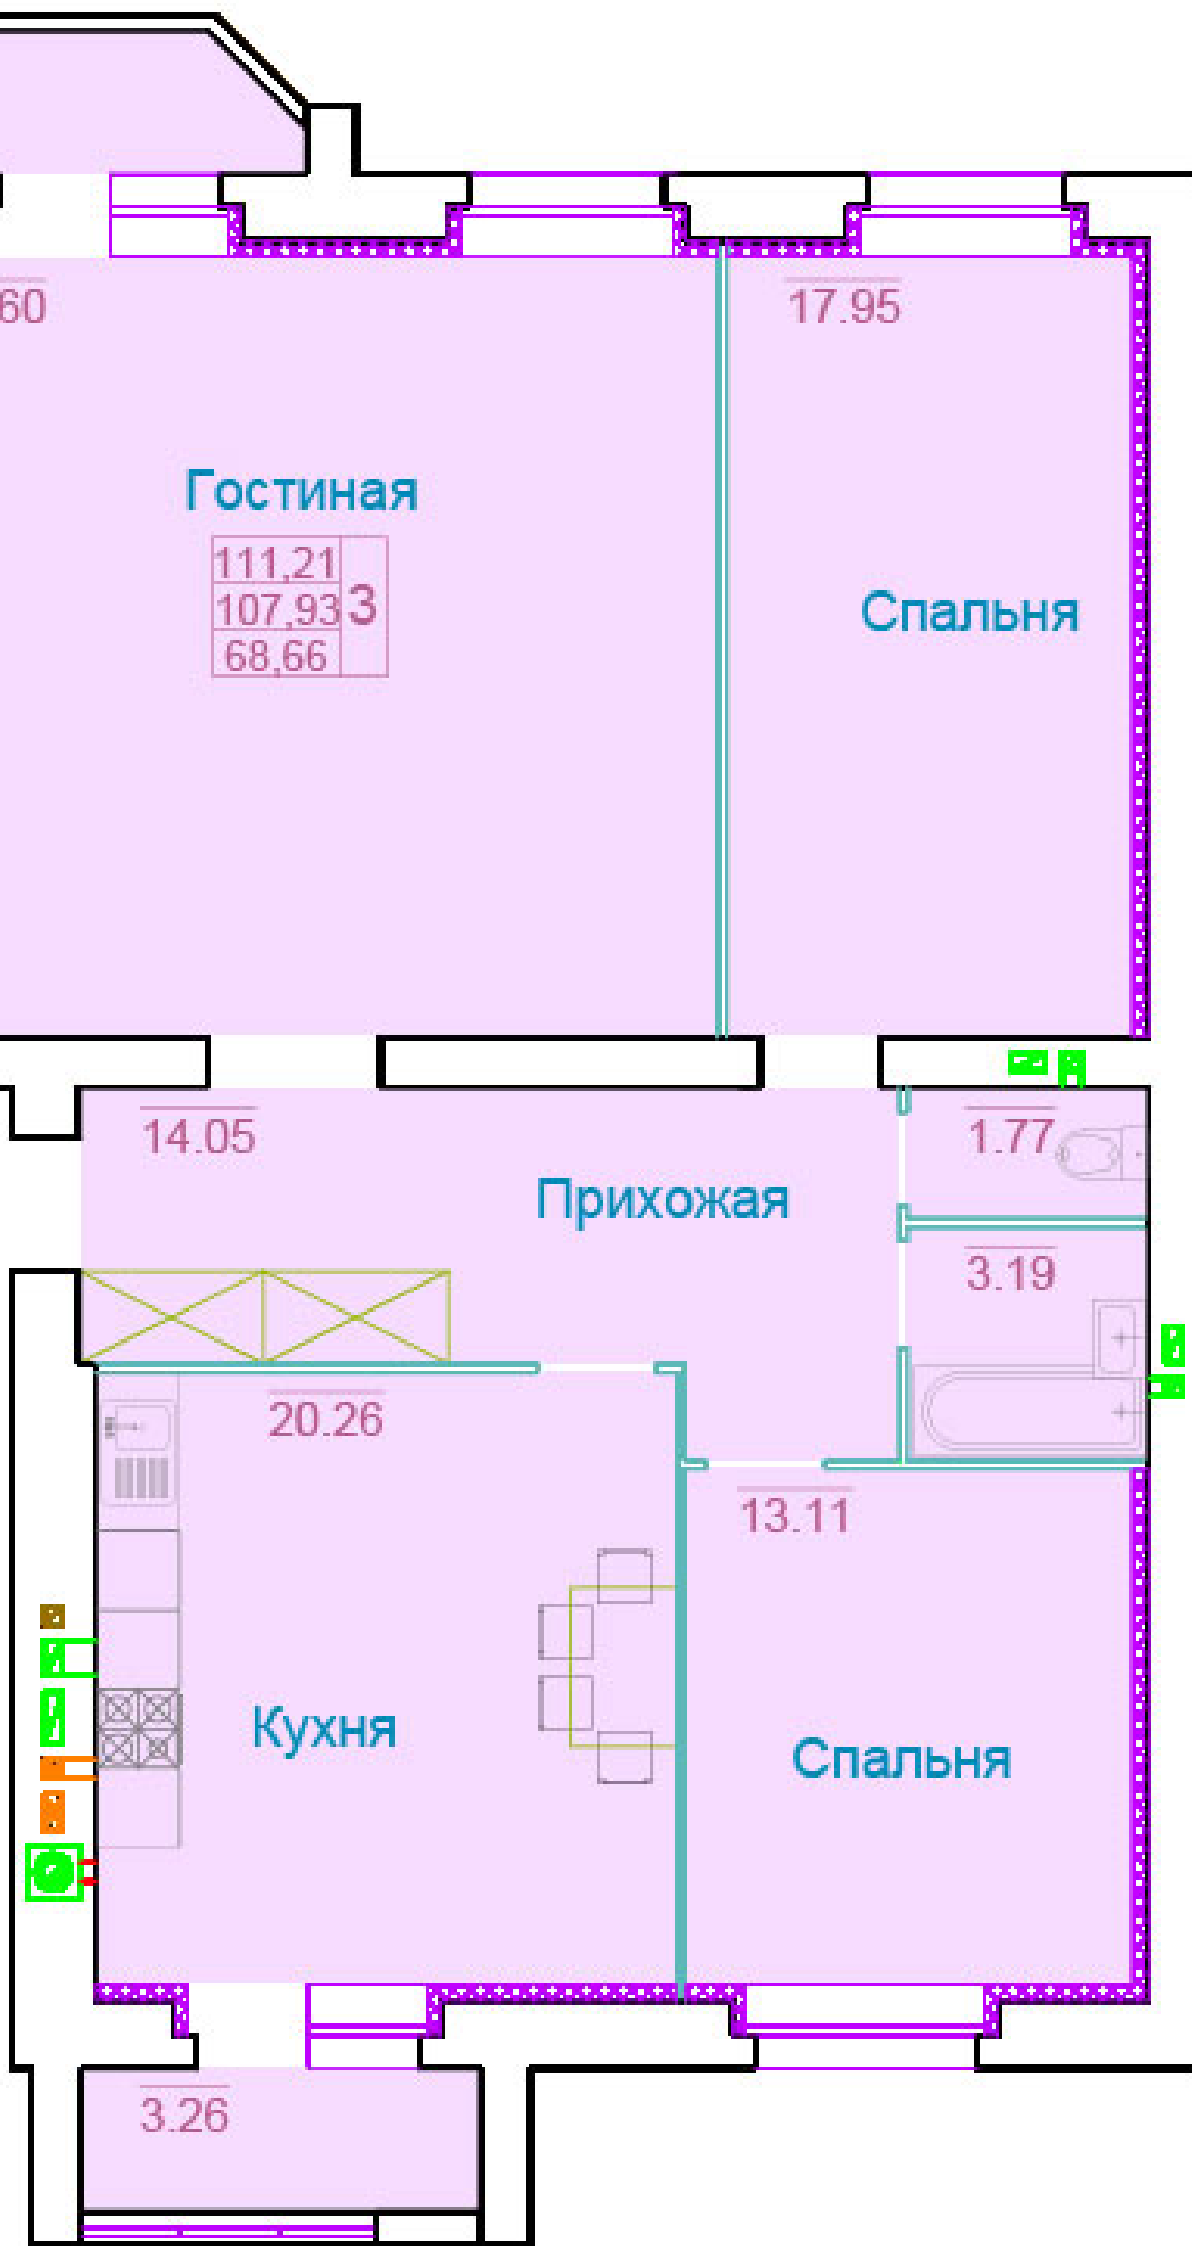 60
17.95
Гостиная
111,21
107,93
68,66
3
Спальня
14.05
1.77
Прихожая
3.19
20.26
13.11
Кухня
Спальня
3.26